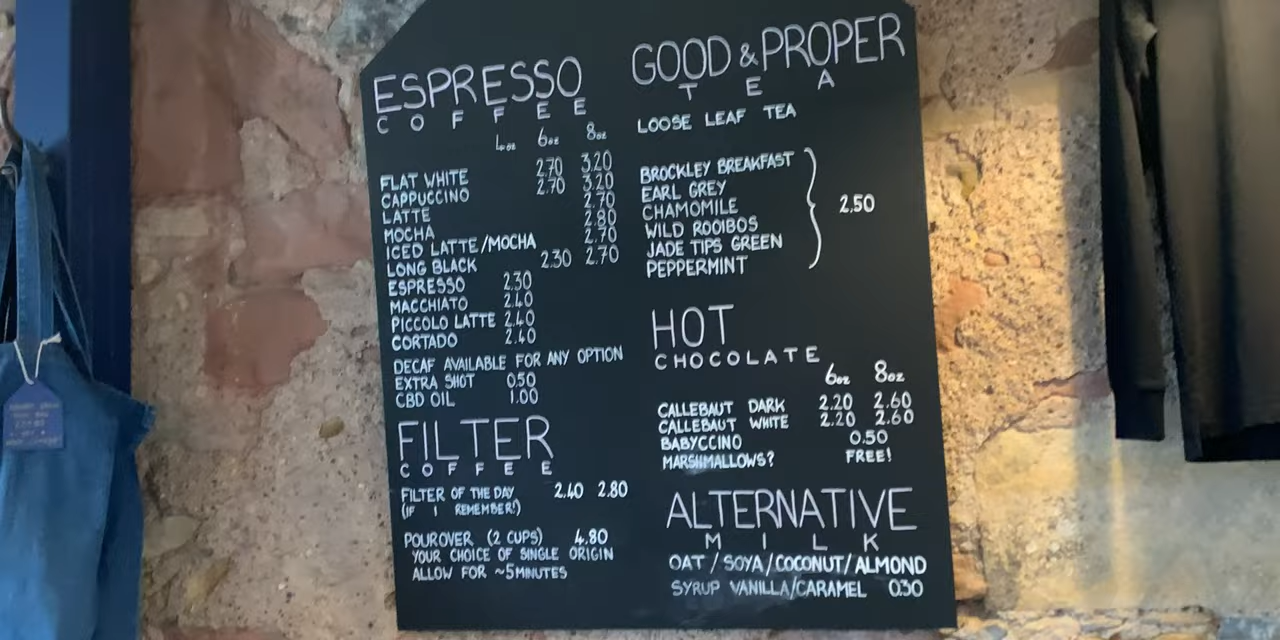 ESPRESSO
COFFEE
4oz 6oz 8oz
FLAT WHITE 2.70 3.20
CAPPUCCINO 2.70 3.20
LATTE 2.70
MOCHA 2.80
ICED LATTE/MOCHA 2.70
LONG BLACK 2.30 2.70
ESPRESSO 2.30
MACCHIATO 2.40
PICCOLO LATTE 2.40
CORTADO 2.40
DECAF AVAILABLE FOR ANY OPTION
EXTRA SHOT 0.50
CBD OIL 1.00
FILTER
COFFEE
FILTER OF THE DAY 2.40 2.80
(IF I REMEMBER!)
POUROVER (2 CUPS) 4.80
YOUR CHOICE OF SINGLE ORIGIN
ALLOW FOR ~5MINUTES
GOOD & PROPER
TEA
LOOSE LEAF TEA
BROCKLEY BREAKFAST
EARL GREY
CHAMOMILE 2.50
WILD ROOIBOS
JADE TIPS GREEN
PEPPERMINT
HOT
CHOCOLATE
6oz 8oz
CALLEBAUT DARK 2.20 2.60
CALLEBAUT WHITE 2.20 2.60
BABYCCINO 0.50
MARSHMALLOWS? FREE!
ALTERNATIVE
MILK
OAT / SOYA / COCONUT / ALMOND
SYRUP VANILLA/CARAMEL 0.30